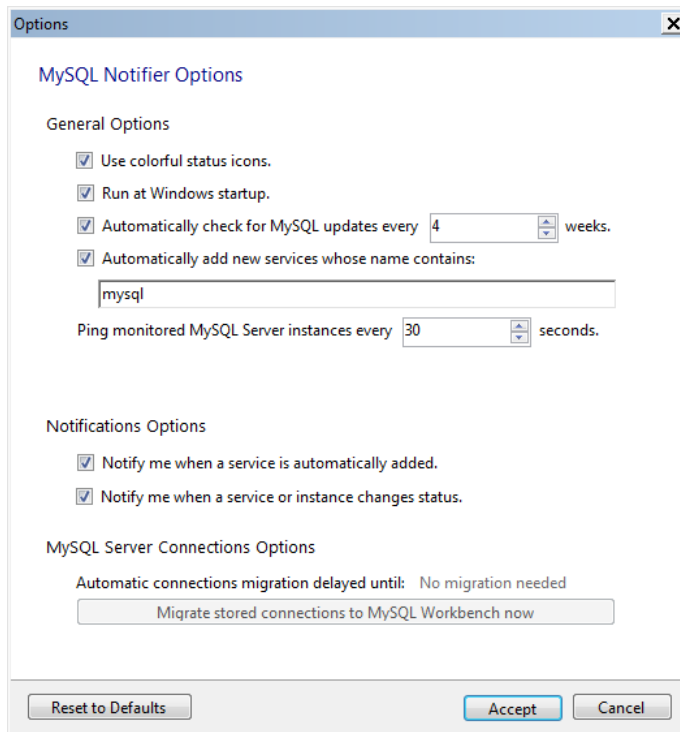 Options
MySQL Notifier Options
General Options
Use colorful status icons.
Run at Windows startup.
Automatically check for MySQL updates every 4 weeks.
Automatically add new services whose name contains:
mysql
Ping monitored MySQL Server instances every 30 seconds.
Notifications Options
Notify me when a service is automatically added.
Notify me when a service or instance changes status.
MySQL Server Connections Options
Automatic connections migration delayed until: No migration needed
Migrate stored connections to MySQL Workbench now
Reset to Defaults Accept Cancel